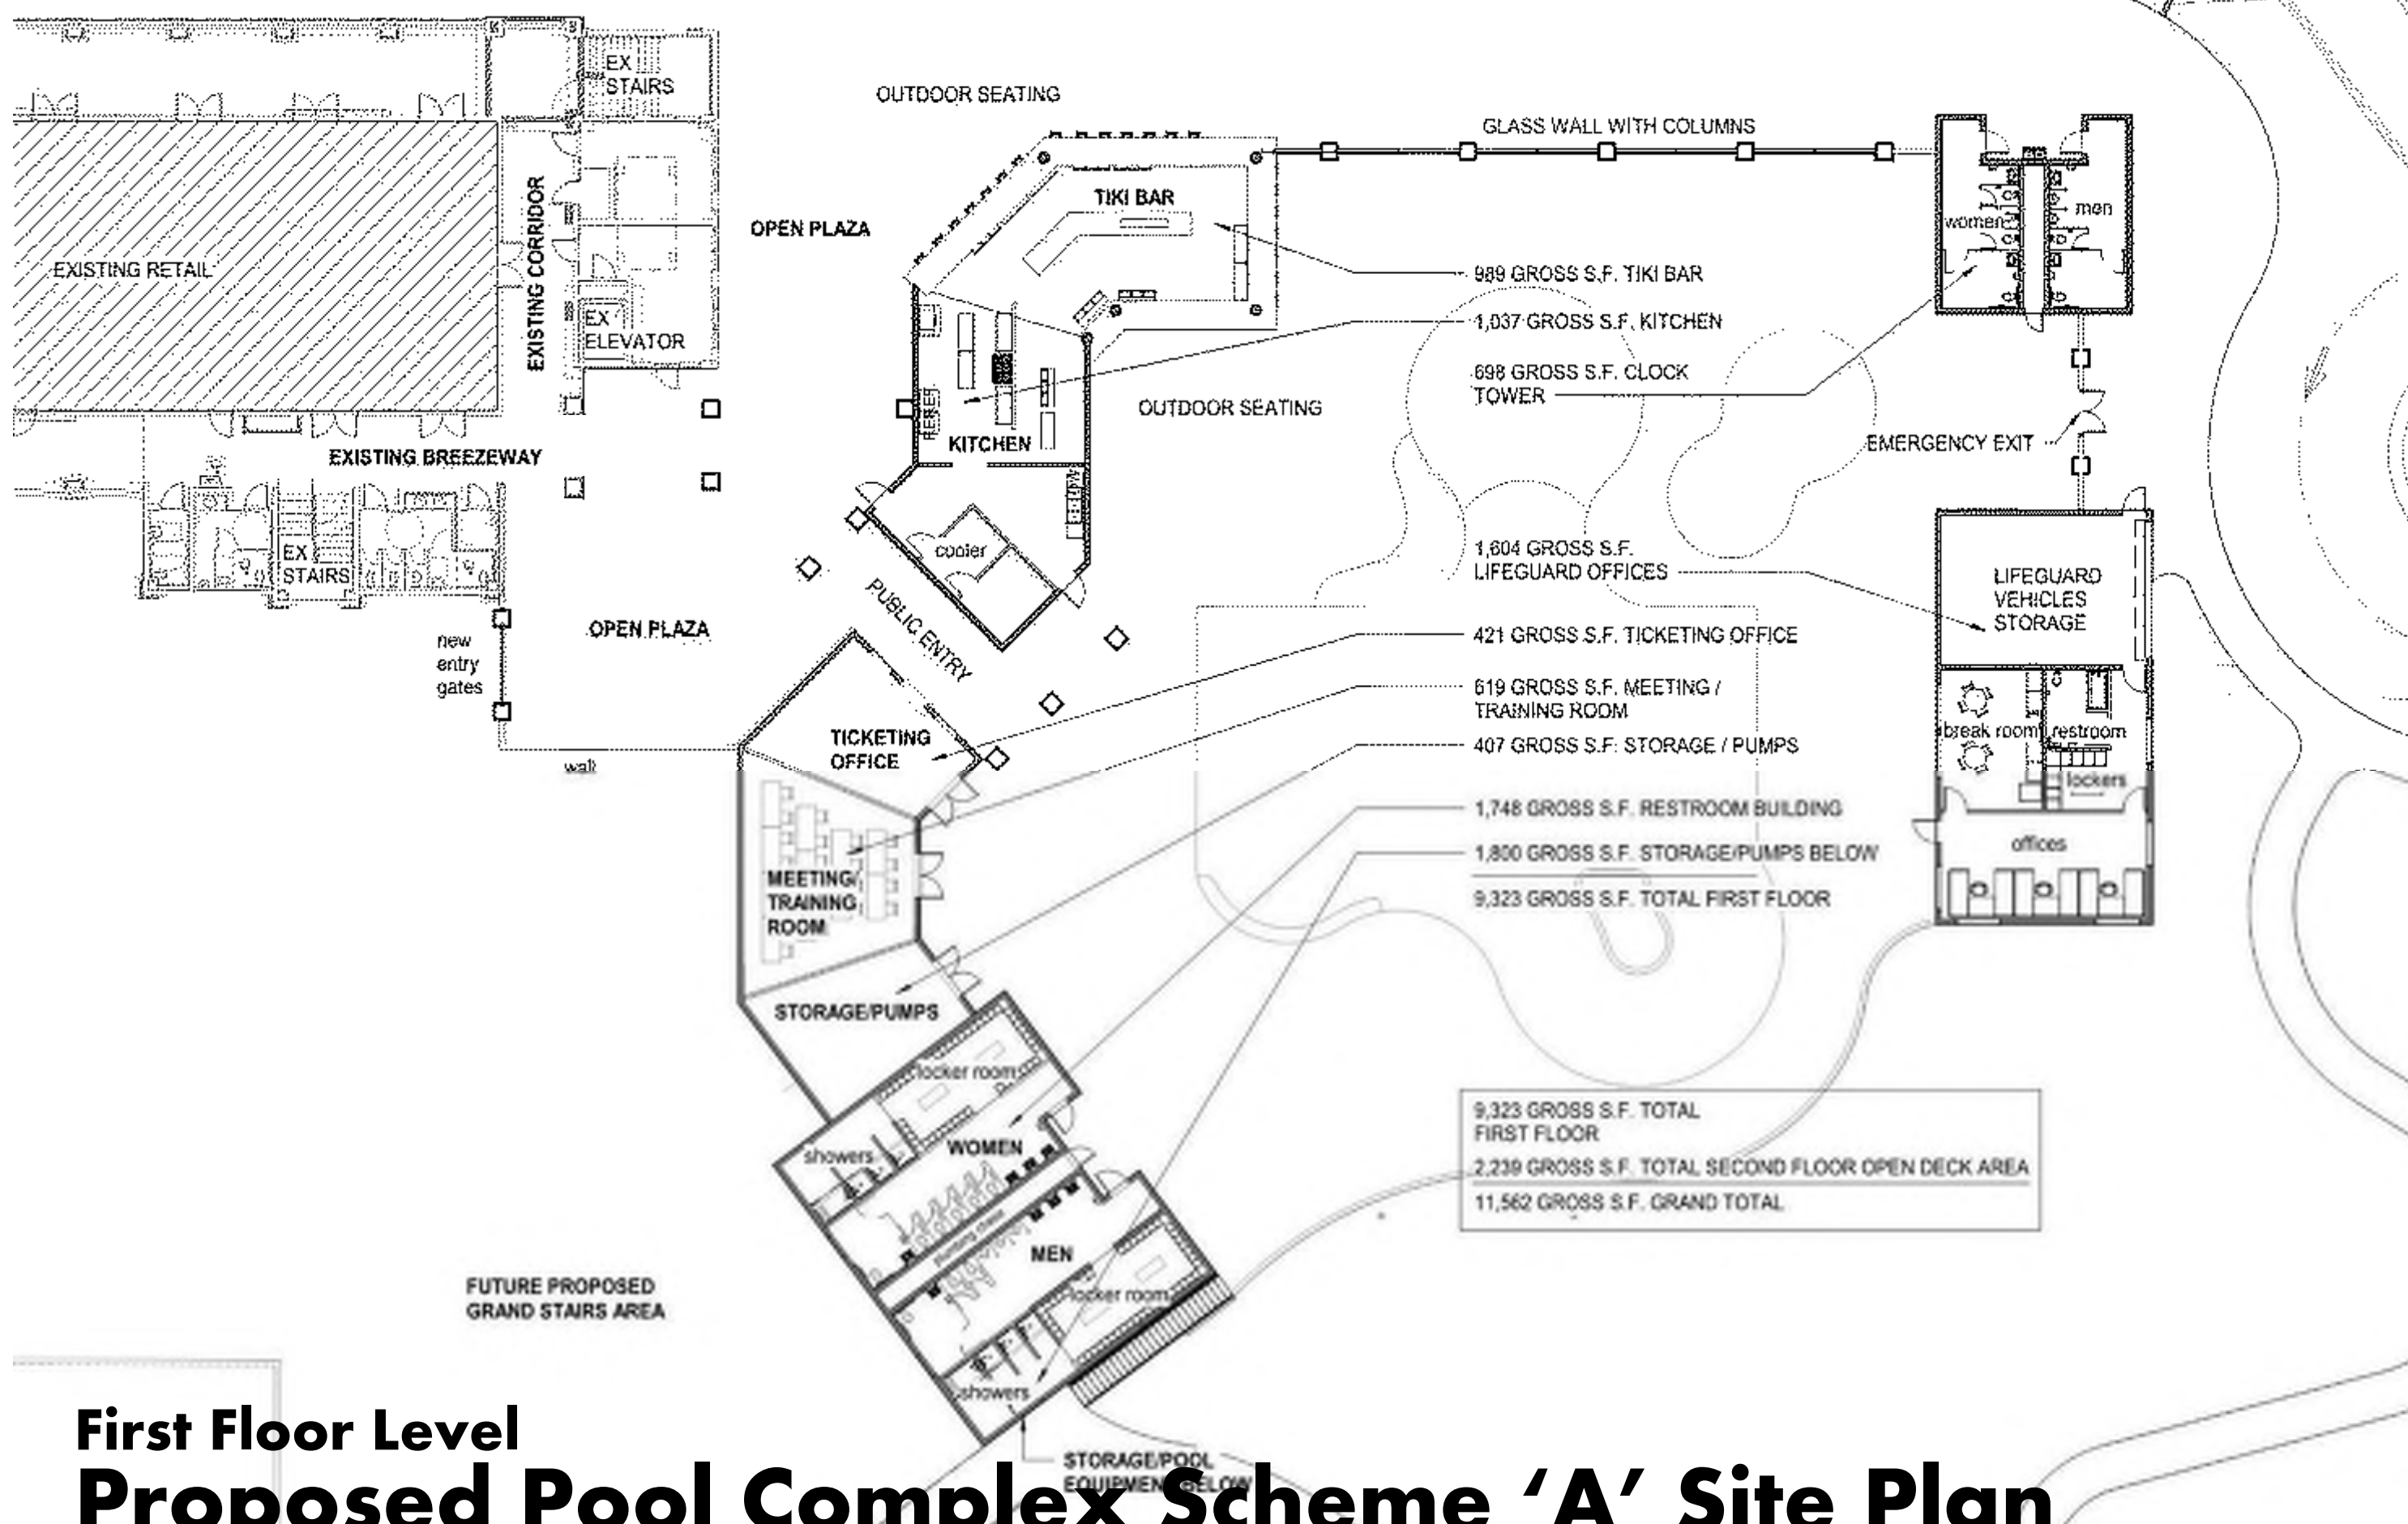 EX
STAIRS
OUTDOOR SEATING
GLASS WALL WITH COLUMNS
TIKI BAR
women
men
OPEN PLAZA
EXISTING RETAIL
EXISTING CORRIDOR
989 GROSS S.F. TIKI BAR
EX
ELEVATOR
1,037 GROSS S.F. KITCHEN
698 GROSS S.F. CLOCK
TOWER
OUTDOOR SEATING
REF
KITCHEN
EMERGENCY EXIT
EXISTING BREEZEWAY
EX
STAIRS
cooler
1,604 GROSS S.F.
LIFEGUARD OFFICES
LIFEGUARD
VEHICLES
STORAGE
PUBLIC ENTRY
new
entry
gates
OPEN PLAZA
421 GROSS S.F. TICKETING OFFICE
619 GROSS S.F. MEETING /
TRAINING ROOM
407 GROSS S.F. STORAGE / PUMPS
break room
restroom
TICKETING
OFFICE
wall
lockers
1,748 GROSS S.F. RESTROOM BUILDING
offices
1,800 GROSS S.F. STORAGE/PUMPS BELOW
MEETING/
TRAINING
ROOM
9,323 GROSS S.F. TOTAL FIRST FLOOR
STORAGE/PUMPS
locker room
9,323 GROSS S.F. TOTAL
FIRST FLOOR
2,239 GROSS S.F. TOTAL SECOND FLOOR OPEN DECK AREA
11,562 GROSS S.F. GRAND TOTAL
showers
WOMEN
plumbing chase
MEN
locker room
showers
FUTURE PROPOSED
GRAND STAIRS AREA
STORAGE/POOL
EQUIPMENT BELOW
First Floor Level
Proposed Pool Complex Scheme ‘A’ Site Plan